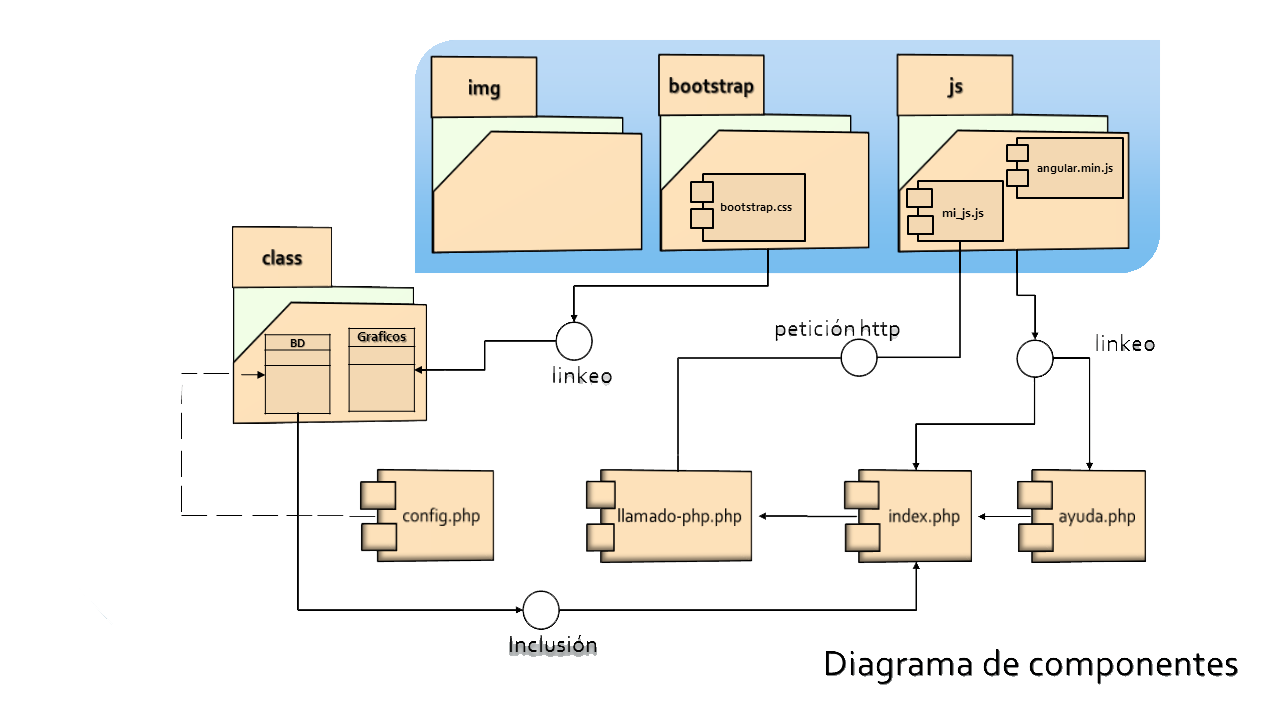 img
bootstrap
js
angular.min.js
bootstrap.css
mi_js.js
class
BD
Graficos
petición http
linkeo
linkeo
config.php
llamado-php.php
index.php
ayuda.php
Inclusión
Diagrama de componentes